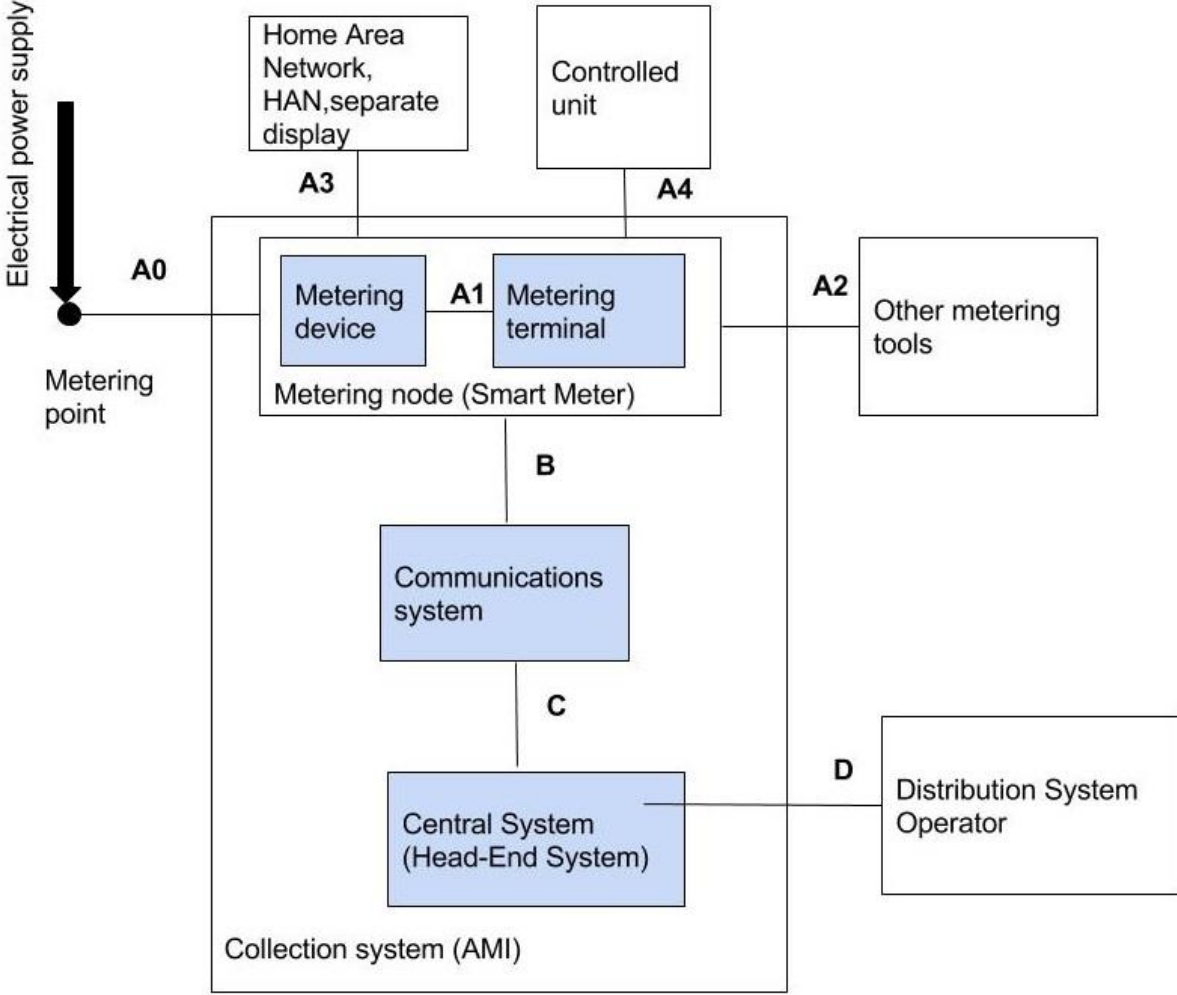 Electrical power supply
Home Area
Network,
HAN,separate
display
Controlled
unit
A3
A4
A0
Metering
device
A1
Metering
terminal
A2
Other metering
tools
Metering
point
Metering node (Smart Meter)
B
Communications
system
C
D
Distribution System
Operator
Central System
(Head-End System)
Collection system (AMI)